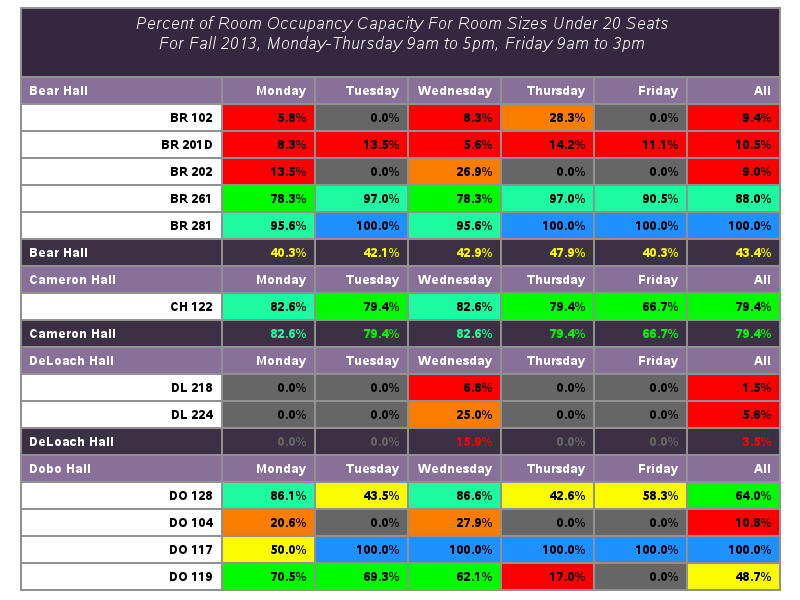 Percent of Room Occupancy Capacity For Room Sizes Under 20 Seats
For Fall 2013, Monday-Thursday 9am to 5pm, Friday 9am to 3pm
Bear Hall Monday Tuesday Wednesday Thursday Friday All
BR 102 5.8% 0.0% 8.3% 28.3% 0.0% 9.4%
BR 201D 8.3% 13.5% 5.6% 14.2% 11.1% 10.5%
BR 202 13.5% 0.0% 26.9% 0.0% 0.0% 9.0%
BR 261 78.3% 97.0% 78.3% 97.0% 90.5% 88.0%
BR 281 95.6% 100.0% 95.6% 100.0% 100.0% 100.0%
Bear Hall 40.3% 42.1% 42.9% 47.9% 40.3% 43.4%
Cameron Hall Monday Tuesday Wednesday Thursday Friday All
CH 122 82.6% 79.4% 82.6% 79.4% 66.7% 79.4%
Cameron Hall 82.6% 79.4% 82.6% 79.4% 66.7% 79.4%
DeLoach Hall Monday Tuesday Wednesday Thursday Friday All
DL 218 0.0% 0.0% 6.8% 0.0% 0.0% 1.5%
DL 224 0.0% 0.0% 25.0% 0.0% 0.0% 5.6%
DeLoach Hall 0.0% 0.0% 15.9% 0.0% 0.0% 3.5%
Dobo Hall Monday Tuesday Wednesday Thursday Friday All
DO 128 86.1% 43.5% 86.6% 42.6% 58.3% 64.0%
DO 104 20.6% 0.0% 27.9% 0.0% 0.0% 10.8%
DO 117 50.0% 100.0% 100.0% 100.0% 100.0% 100.0%
DO 119 70.5% 69.3% 62.1% 17.0% 0.0% 48.7%